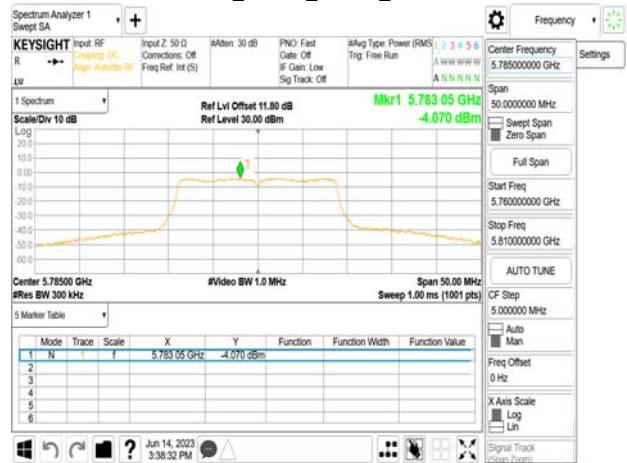 Spectrum Analyzer 1
Swept SA
Frequency
KEYSIGHT
R
Input: RF
Coupling: DC
Align: Auto/No RF
Input Z: 50 Ω
Corrections: Off
Freq Ref: Int (S)
#Atten: 30 dB
PNO: Fast
Gate: Off
IF Gain: Low
Sig Track: Off
#Avg Type: Power (RMS)
Trig: Free Run
1 2 3 4 5 6
A W W W W W
A N N N N N
Settings
1 Spectrum
Scale/Div 10 dB
Ref Lvl Offset 11.80 dB
Ref Level 30.00 dBm
Mkr1 5.783 05 GHz
-4.070 dBm
Log
20.0
10.0
0.00
-10.0
-20.0
-30.0
-40.0
-50.0
-60.0
1
Center 5.78500 GHz
#Res BW 300 kHz
#Video BW 1.0 MHz
Span 50.00 MHz
Sweep 1.00 ms (1001 pts)
5 Marker Table
Mode Trace Scale X Y Function Function Width Function Value
1 N 1 f 5.783 05 GHz -4.070 dBm
2
3
4
5
6
Center Frequency
5.785000000 GHz
Span
50.0000000 MHz
Swept Span
Zero Span
Full Span
Start Freq
5.760000000 GHz
Stop Freq
5.810000000 GHz
AUTO TUNE
CF Step
5.000000 MHz
Auto
Man
Freq Offset
0 Hz
X Axis Scale
Log
Lin
Signal Track
(Span Zoom)
?
Jun 14, 2023
3:38:32 PM